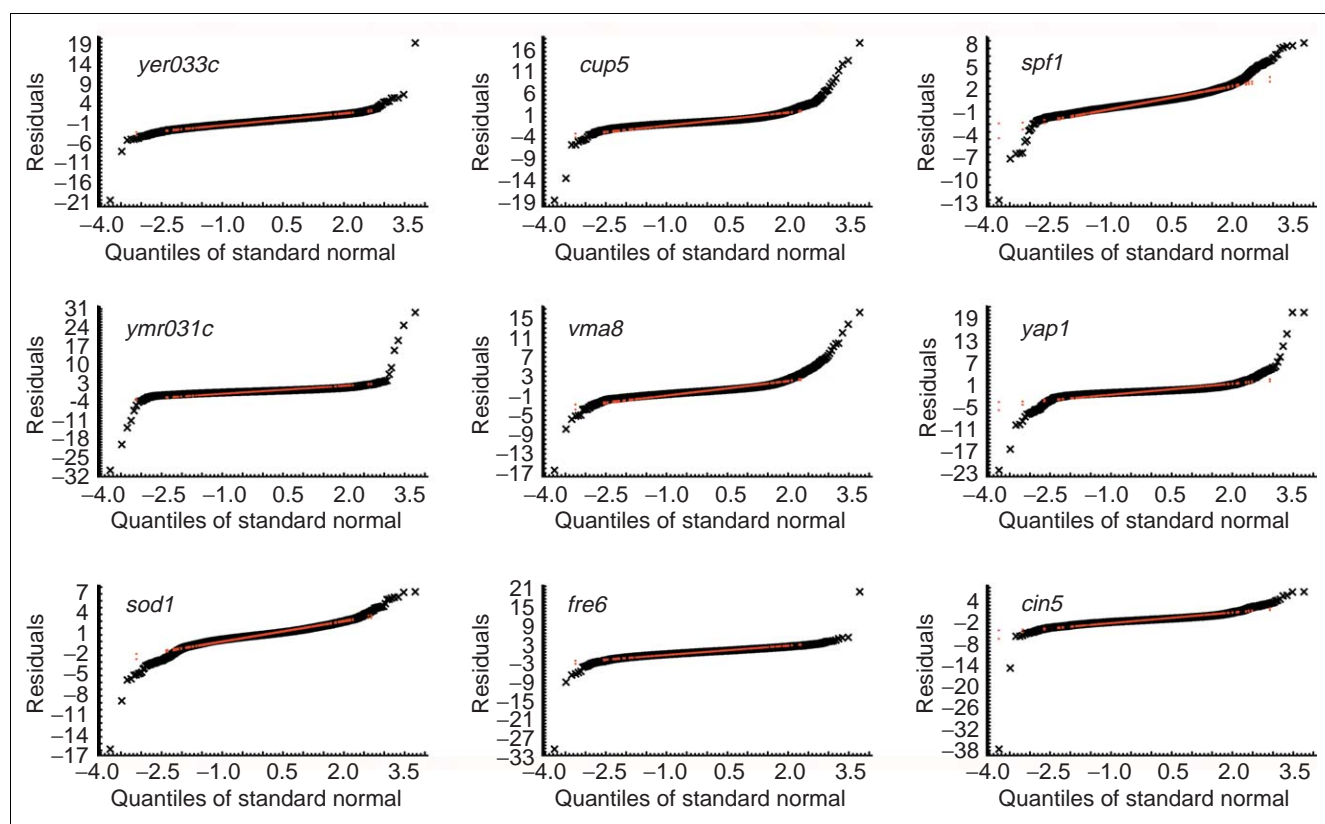 yer033c
Residuals
19
14
9
4
−1
−6
−11
−16
−21
−4.0 −2.5 −1.0 0.5 2.0 3.5
Quantiles of standard normal
cup5
Residuals
16
11
6
1
−4
−9
−14
−19
−4.0 −2.5 −1.0 0.5 2.0 3.5
Quantiles of standard normal
spf1
Residuals
8
5
2
−1
−4
−7
−10
−13
−4.0 −2.5 −1.0 0.5 2.0 3.5
Quantiles of standard normal
ymr031c
Residuals
31
24
17
10
3
−4
−11
−18
−25
−32
−4.0 −2.5 −1.0 0.5 2.0 3.5
Quantiles of standard normal
vma8
Residuals
15
11
7
3
−1
−5
−9
−13
−17
−4.0 −2.5 −1.0 0.5 2.0 3.5
Quantiles of standard normal
yap1
Residuals
19
13
7
1
−5
−11
−17
−23
−4.0 −2.5 −1.0 0.5 2.0 3.5
Quantiles of standard normal
sod1
Residuals
7
4
1
−2
−5
−8
−11
−14
−17
−4.0 −2.5 −1.0 0.5 2.0 3.5
Quantiles of standard normal
fre6
Residuals
21
15
9
3
−3
−9
−15
−21
−27
−33
−4.0 −2.5 −1.0 0.5 2.0 3.5
Quantiles of standard normal
cin5
Residuals
4
−2
−8
−14
−20
−26
−32
−38
−4.0 −2.5 −1.0 0.5 2.0 3.5
Quantiles of standard normal